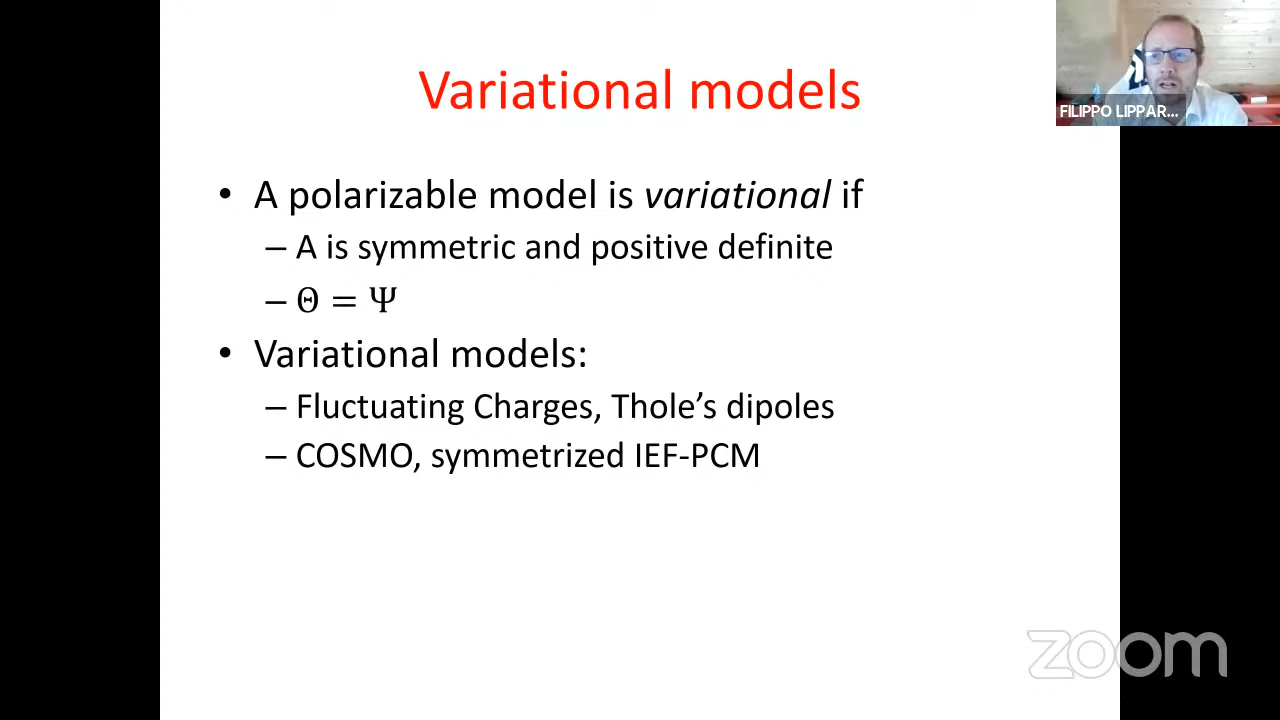 Variational models
FILIPPO LIPPAR...
• A polarizable model is variational if
– A is symmetric and positive definite
– Θ = Ψ
• Variational models:
– Fluctuating Charges, Thole’s dipoles
– COSMO, symmetrized IEF-PCM
zoom